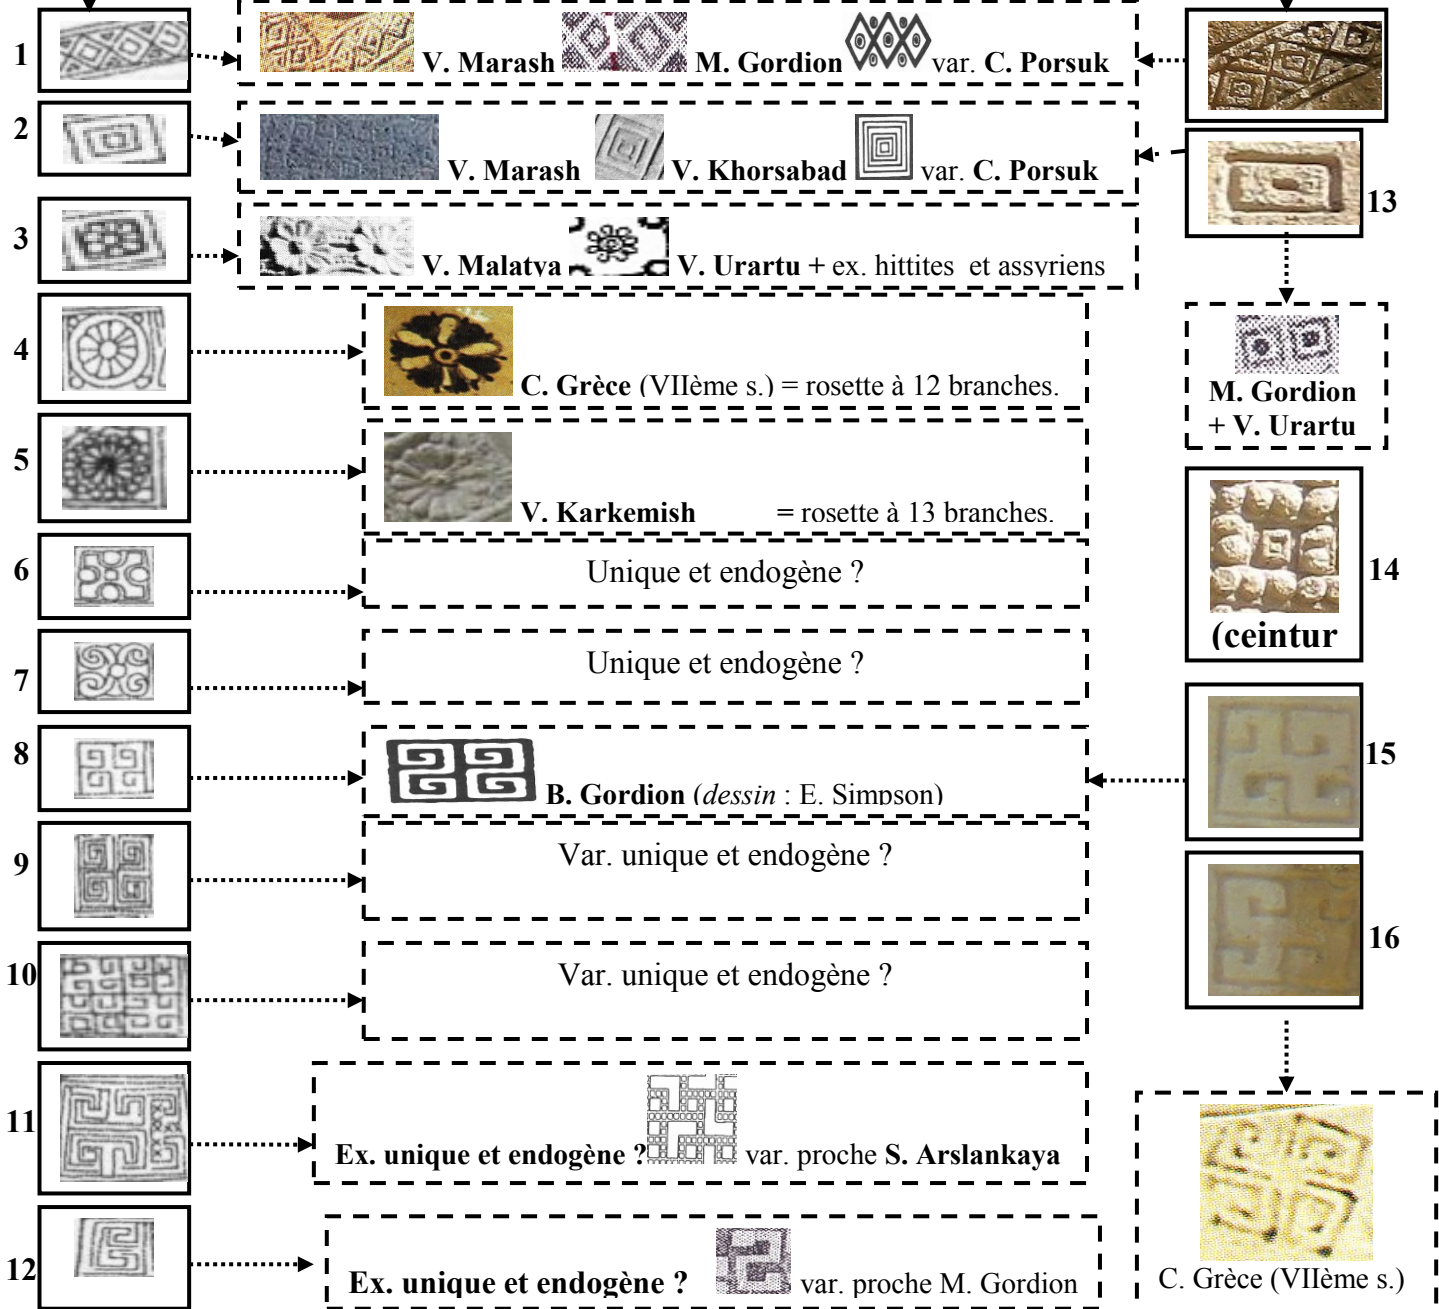 1
V. Marash M. Gordion var. C. Porsuk
2
V. Marash V. Khorsabad var. C. Porsuk
13
3
V. Malatya V. Urartu + ex. hittites et assyriens
4
C. Grèce (VIIème s.) = rosette à 12 branches.
M. Gordion
+ V. Urartu
5
V. Karkemish = rosette à 13 branches.
6
Unique et endogène ?
14
(ceintur
7
Unique et endogène ?
8
B. Gordion (dessin : E. Simpson)
15
9
Var. unique et endogène ?
16
10
Var. unique et endogène ?
11
Ex. unique et endogène ? var. proche S. Arslankaya
12
Ex. unique et endogène ? var. proche M. Gordion
C. Grèce (VIIème s.)